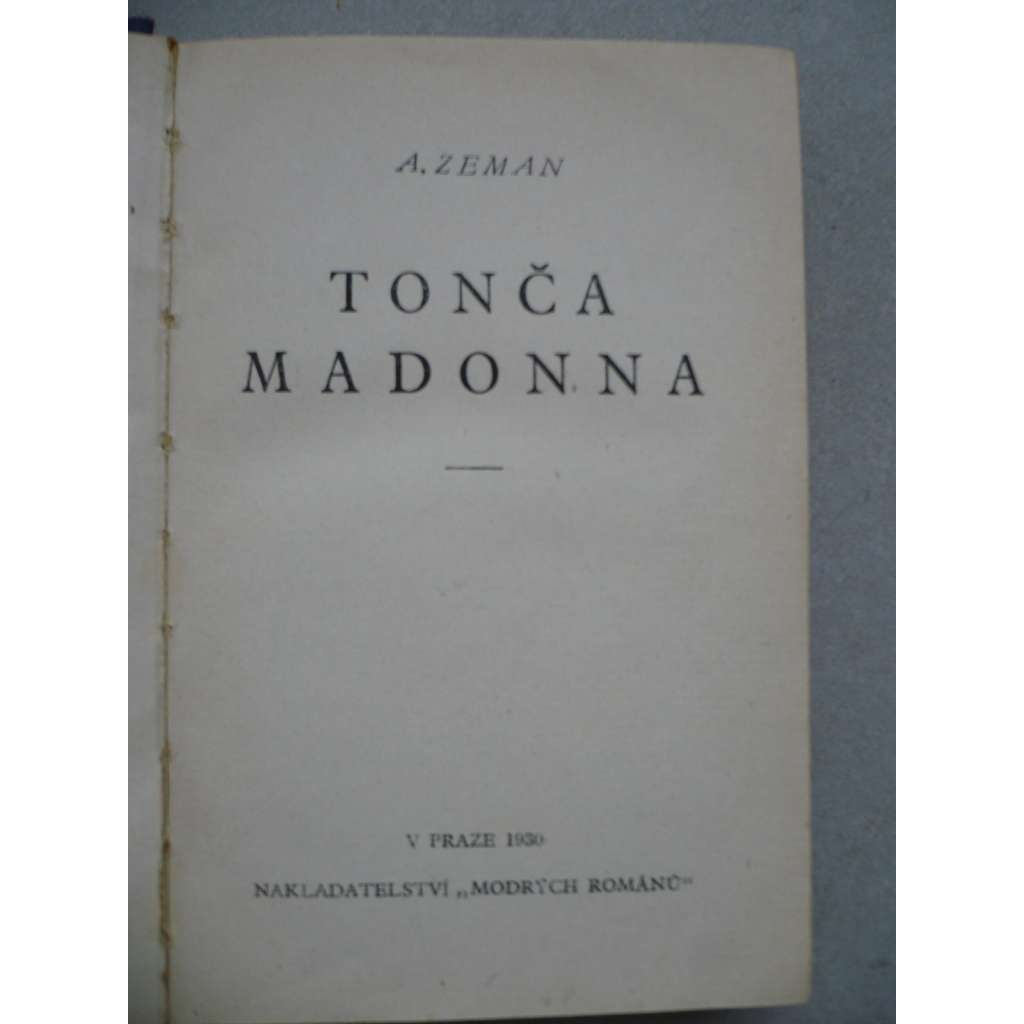 A. ZEMAN
TONČA
MADONNA
V PRAZE 1930
NAKLADATELSTVÍ „MODRÝCH ROMÁNŮ“